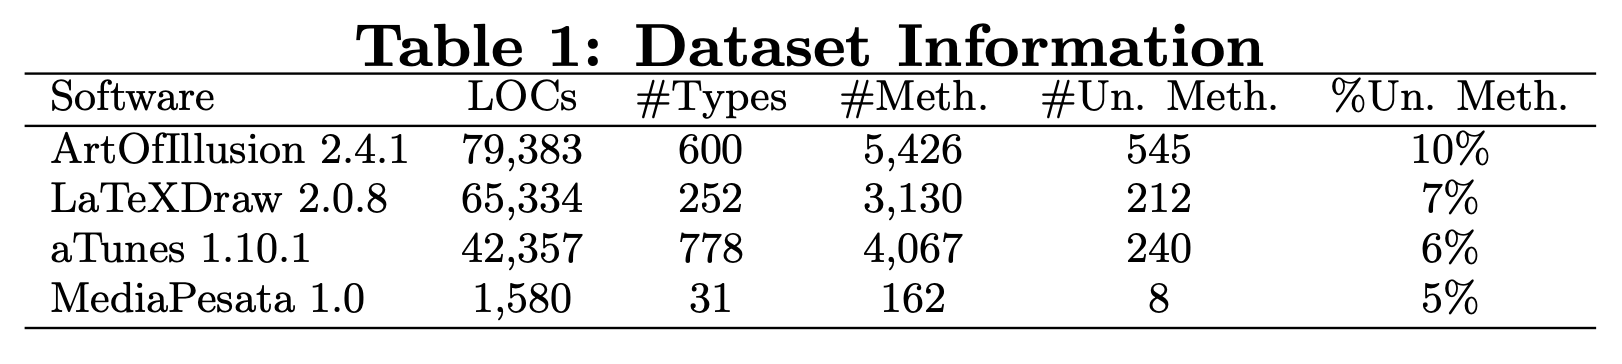 Table 1: Dataset Information
Software LOCs #Types #Meth. #Un. Meth. %Un. Meth.
ArtOfIllusion 2.4.1 79,383 600 5,426 545 10%
LaTeXDraw 2.0.8 65,334 252 3,130 212 7%
aTunes 1.10.1 42,357 778 4,067 240 6%
MediaPesata 1.0 1,580 31 162 8 5%